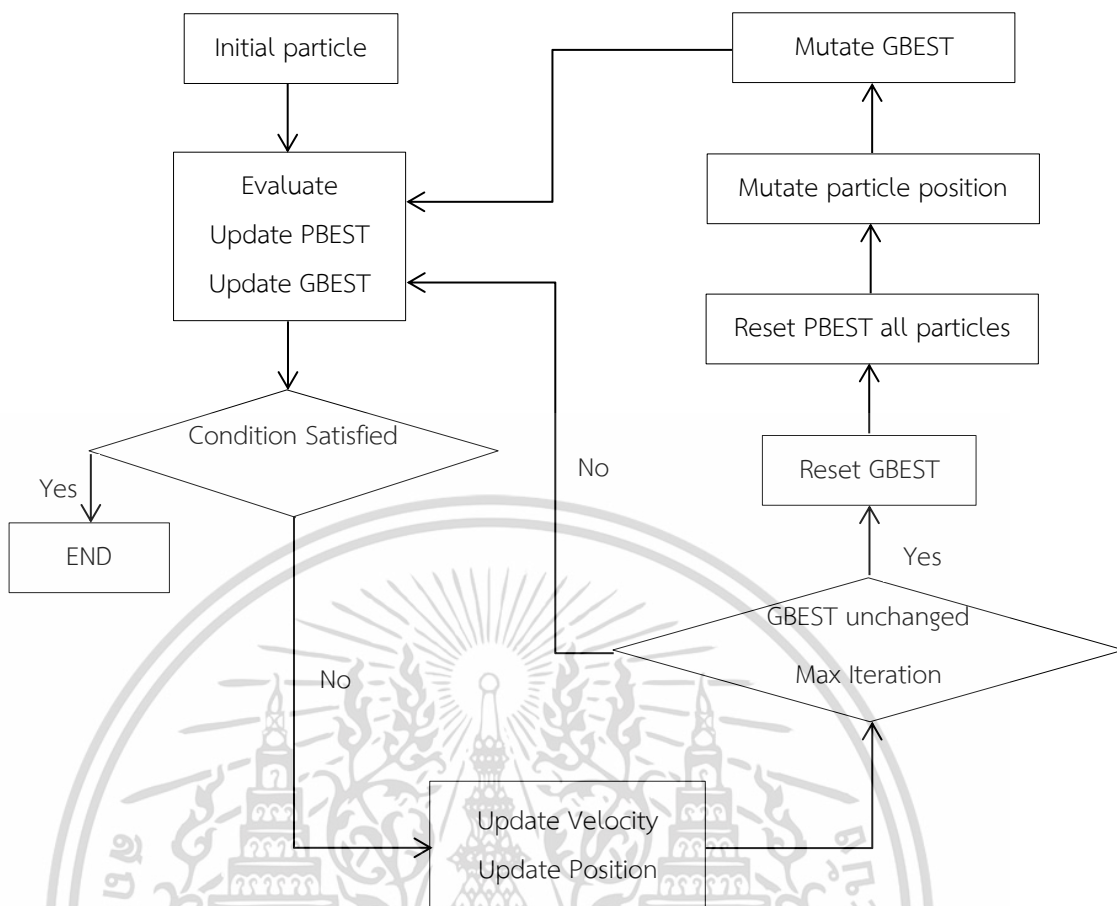 Initial particle
Mutate GBEST
Evaluate
Update PBEST
Update GBEST
Mutate particle position
Reset PBEST all particles
Condition Satisfied
Reset GBEST
No
Yes
END
Yes
GBEST unchanged
Max Iteration
No
Update Velocity
Update Position